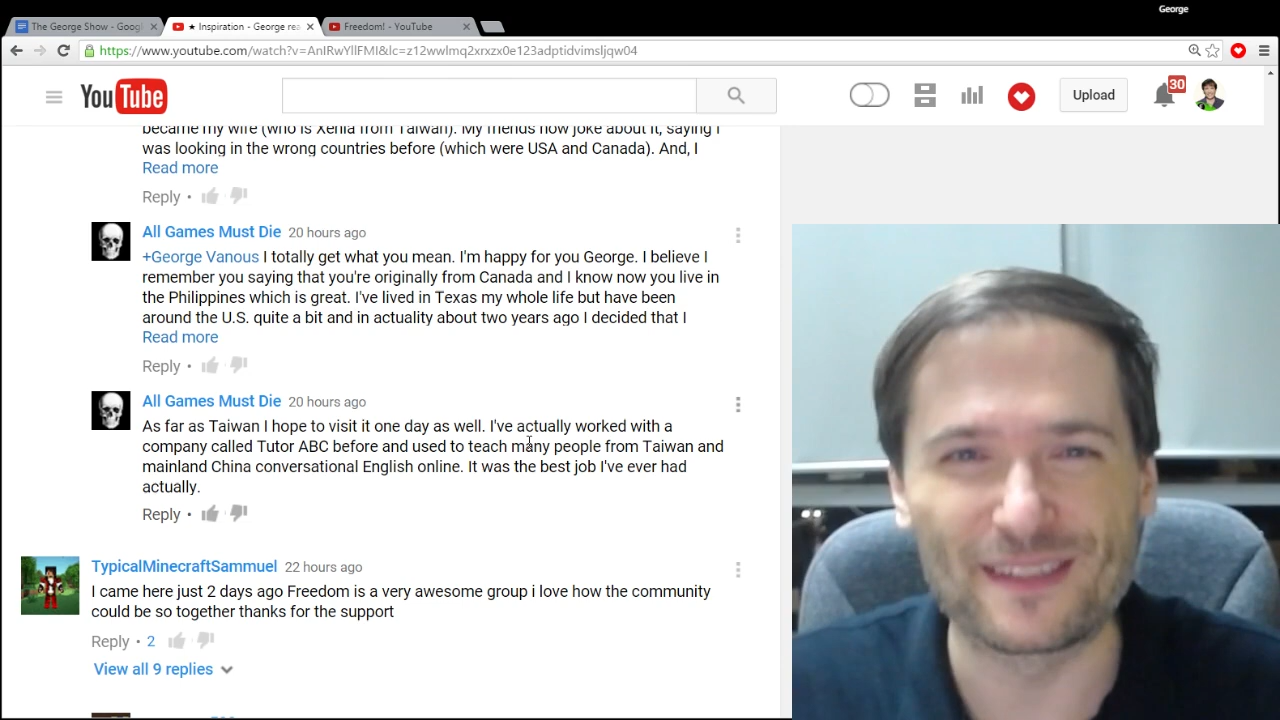 George
The George Show - Googl
★ Inspiration - George rea
Freedom! - YouTube
https://www.youtube.com/watch?v=AnIRwYllFMI&lc=z12wwlmq2xrxzx0e123adptidvimsljqw04
YouTube
Upload
30
became my wife (who is Xenia from Taiwan). My friends now joke about it, saying I
was looking in the wrong countries before (which were USA and Canada). And, I
Read more
Reply •
All Games Must Die 20 hours ago
+George Vanous I totally get what you mean. I'm happy for you George. I believe I
remember you saying that you're originally from Canada and I know now you live in
the Philippines which is great. I've lived in Texas my whole life but have been
around the U.S. quite a bit and in actuality about two years ago I decided that I
Read more
Reply •
All Games Must Die 20 hours ago
As far as Taiwan I hope to visit it one day as well. I've actually worked with a
company called Tutor ABC before and used to teach many people from Taiwan and
mainland China conversational English online. It was the best job I've ever had
actually.
Reply •
TypicalMinecraftSammuel 22 hours ago
I came here just 2 days ago Freedom is a very awesome group i love how the community
could be so together thanks for the support
Reply • 2
View all 9 replies